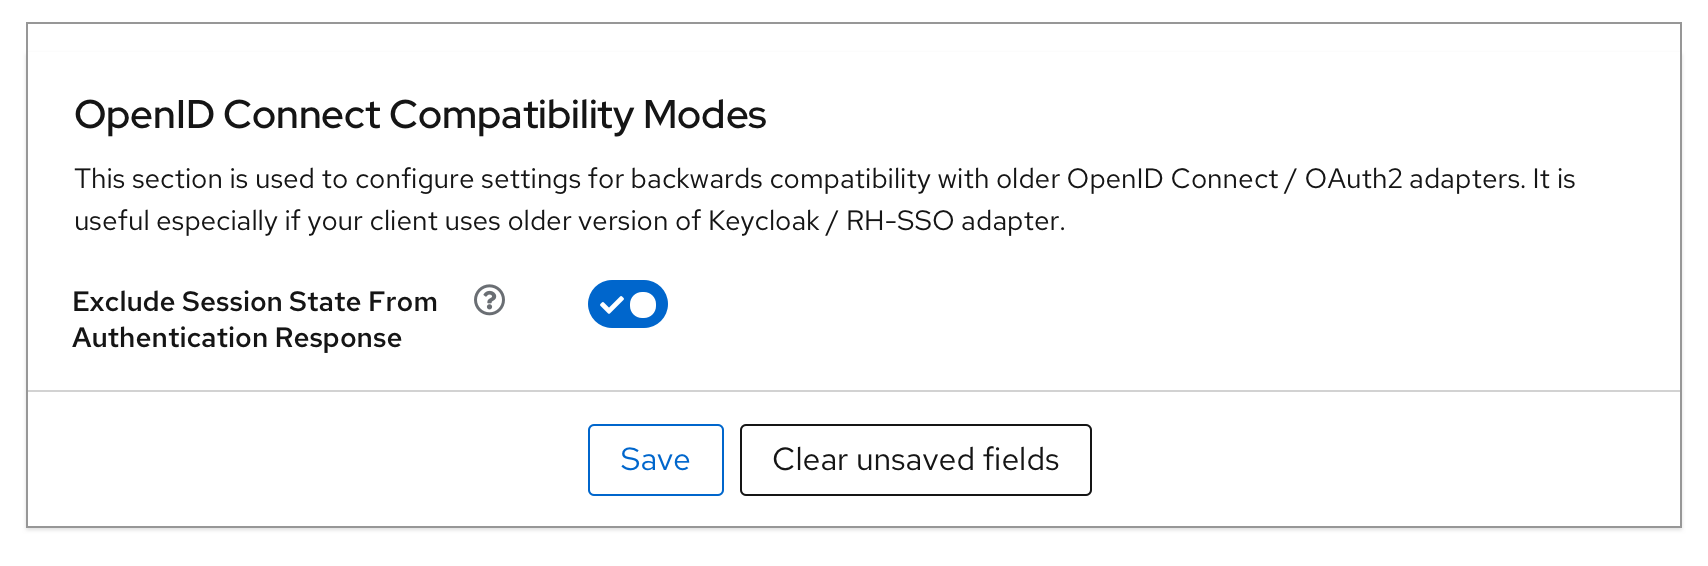 OpenID Connect Compatibility Modes
This section is used to configure settings for backwards compatibility with older OpenID Connect / OAuth2 adapters. It is
useful especially if your client uses older version of Keycloak / RH-SSO adapter.
Exclude Session State From
Authentication Response
Save
Clear unsaved fields